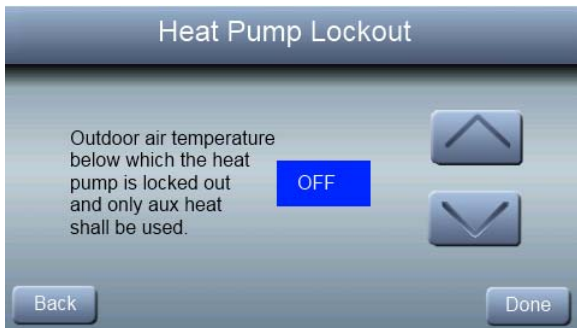 Heat Pump Lockout
Outdoor air temperature
below which the heat
pump is locked out
and only aux heat
shall be used.
OFF
Back
Done